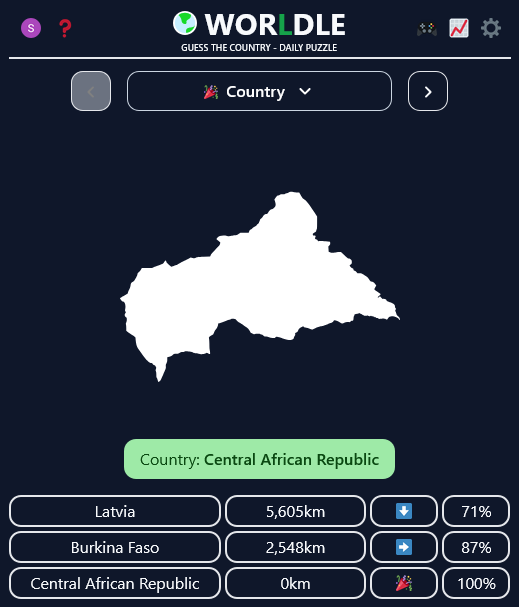 S
WORLDLE
GUESS THE COUNTRY - DAILY PUZZLE
Country
Country: Central African Republic
Latvia 5,605km 71%
Burkina Faso 2,548km 87%
Central African Republic 0km 100%